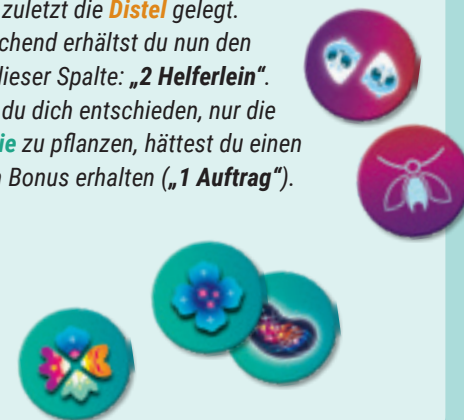 zuletzt die Distel gelegt.
chend erhältst du nun den
dieser Spalte: „2 Helferlein“.
du dich entschieden, nur die
ie zu pflanzen, hättest du einen
n Bonus erhalten („1 Auftrag“).